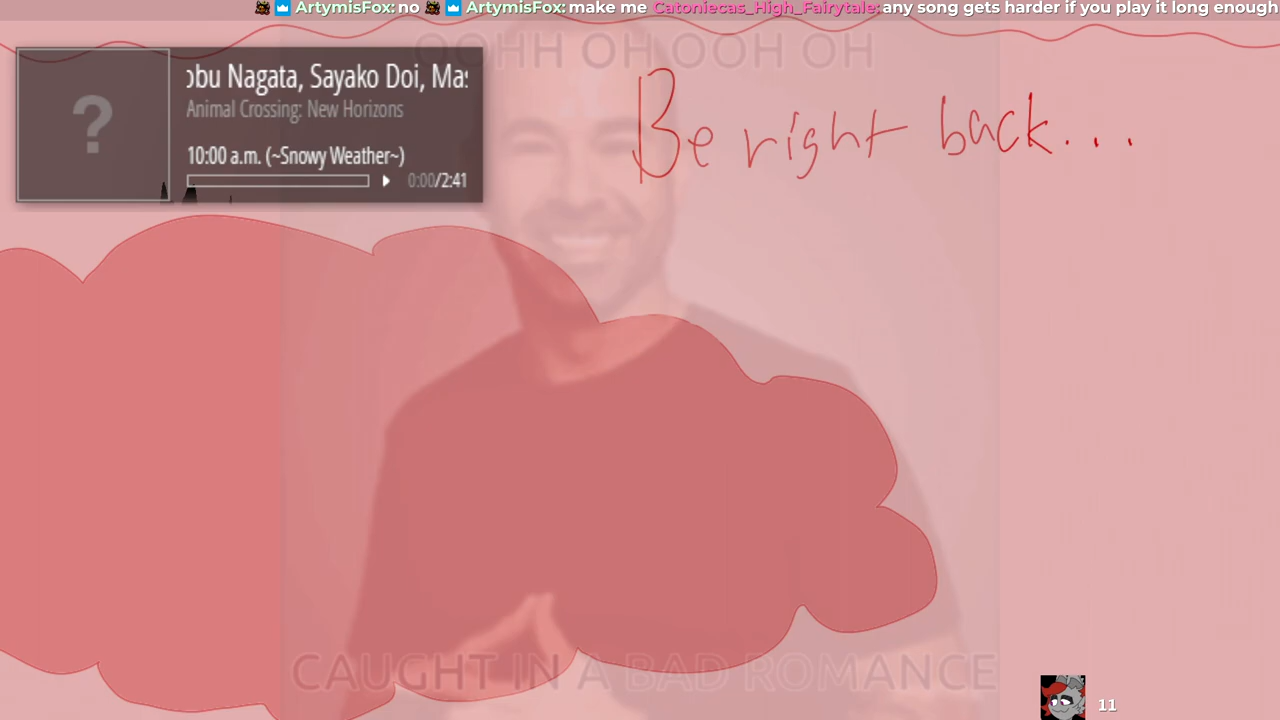 ArtymisFox: no ArtymisFox: make me Catoniecas_High_Fairytale: any song gets harder if you play it long enough
OOHH OH OOH OH
obu Nagata, Sayako Doi, Mas
Animal Crossing: New Horizons
10:00 a.m. (~Snowy Weather~)
0:00/2:41
?
Be right back...
CAUGHT IN A BAD ROMANCE
11